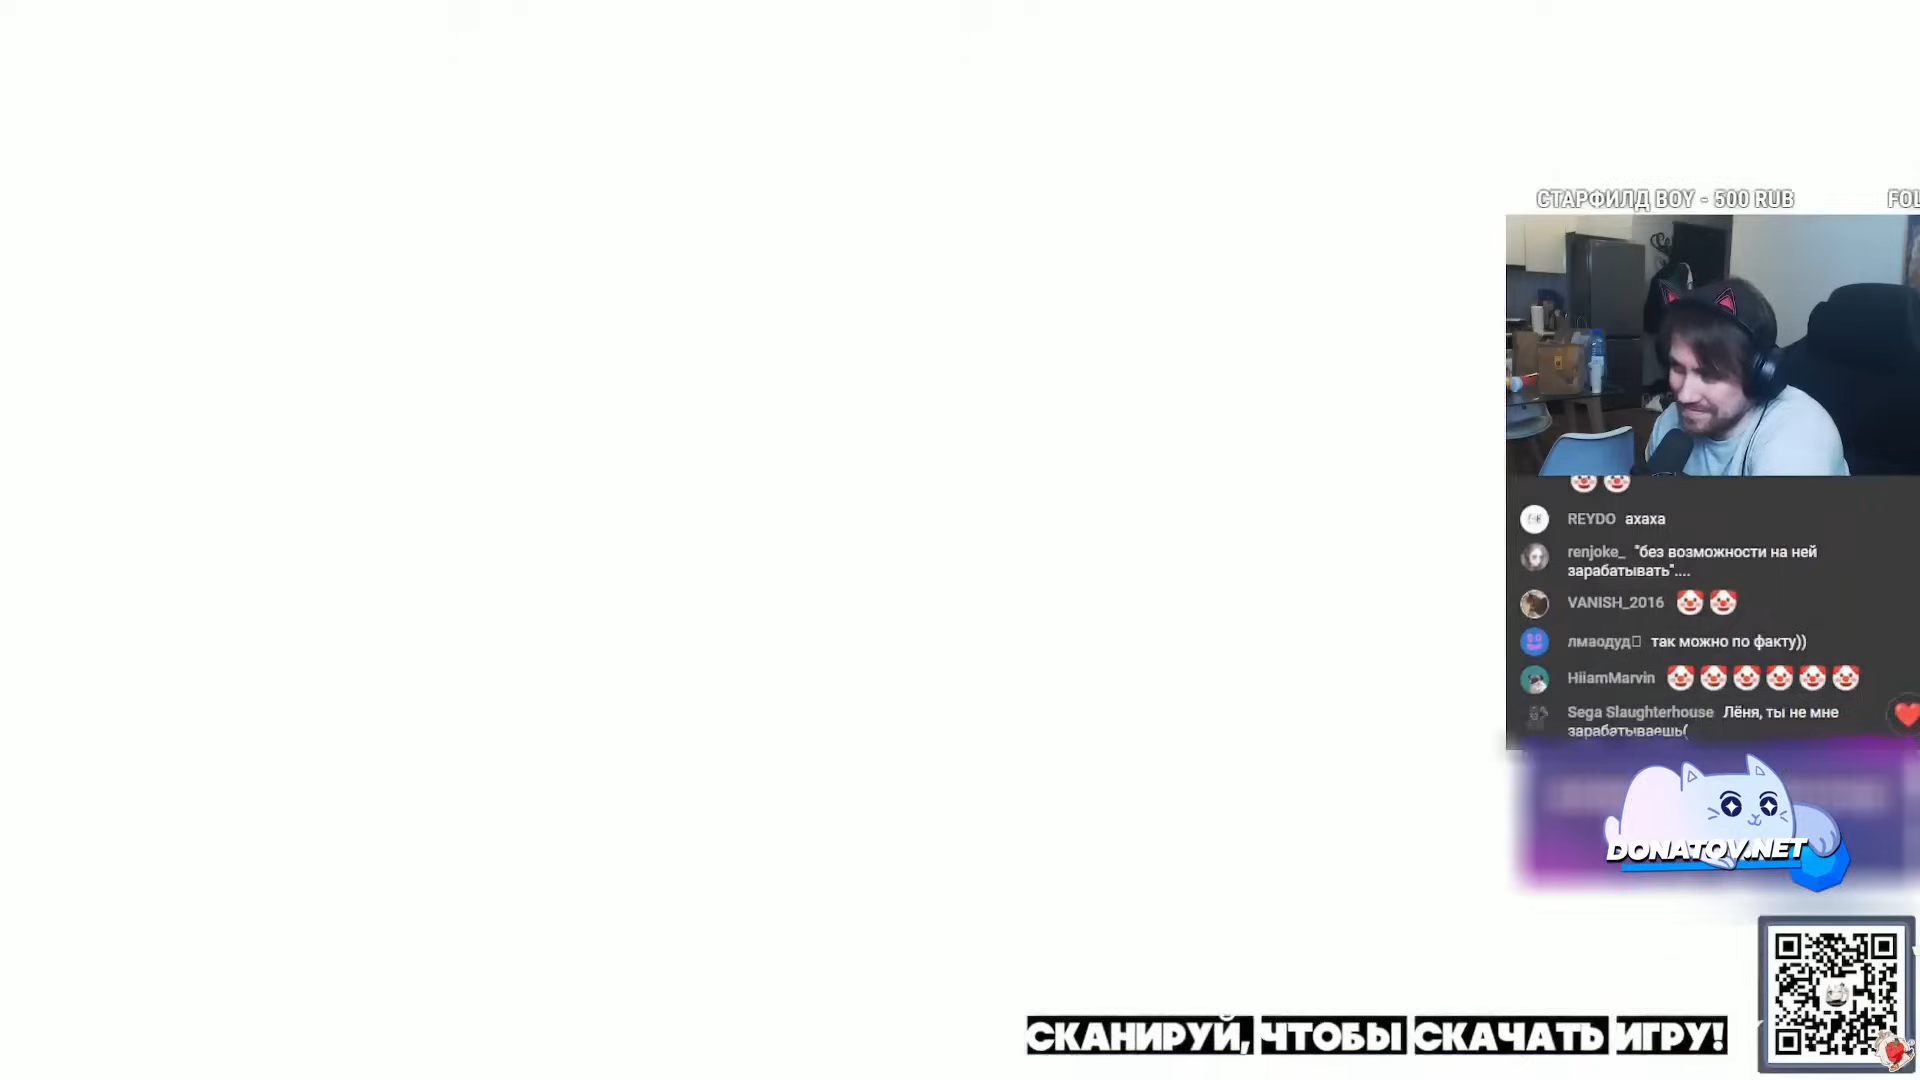 СТАРФИЛД BOY - 500 RUB FOL
REYDO ахаха
renjoke_ "без возможности на ней
зарабатывать"....
VANISH_2016
лмаодуд так можно по факту))
HiiamMarvin
Sega Slaughterhouse Лёня, ты не мне
зарабатываешь(
DONATOV.NET
СКАНИРУЙ, ЧТОБЫ СКАЧАТЬ ИГРУ!